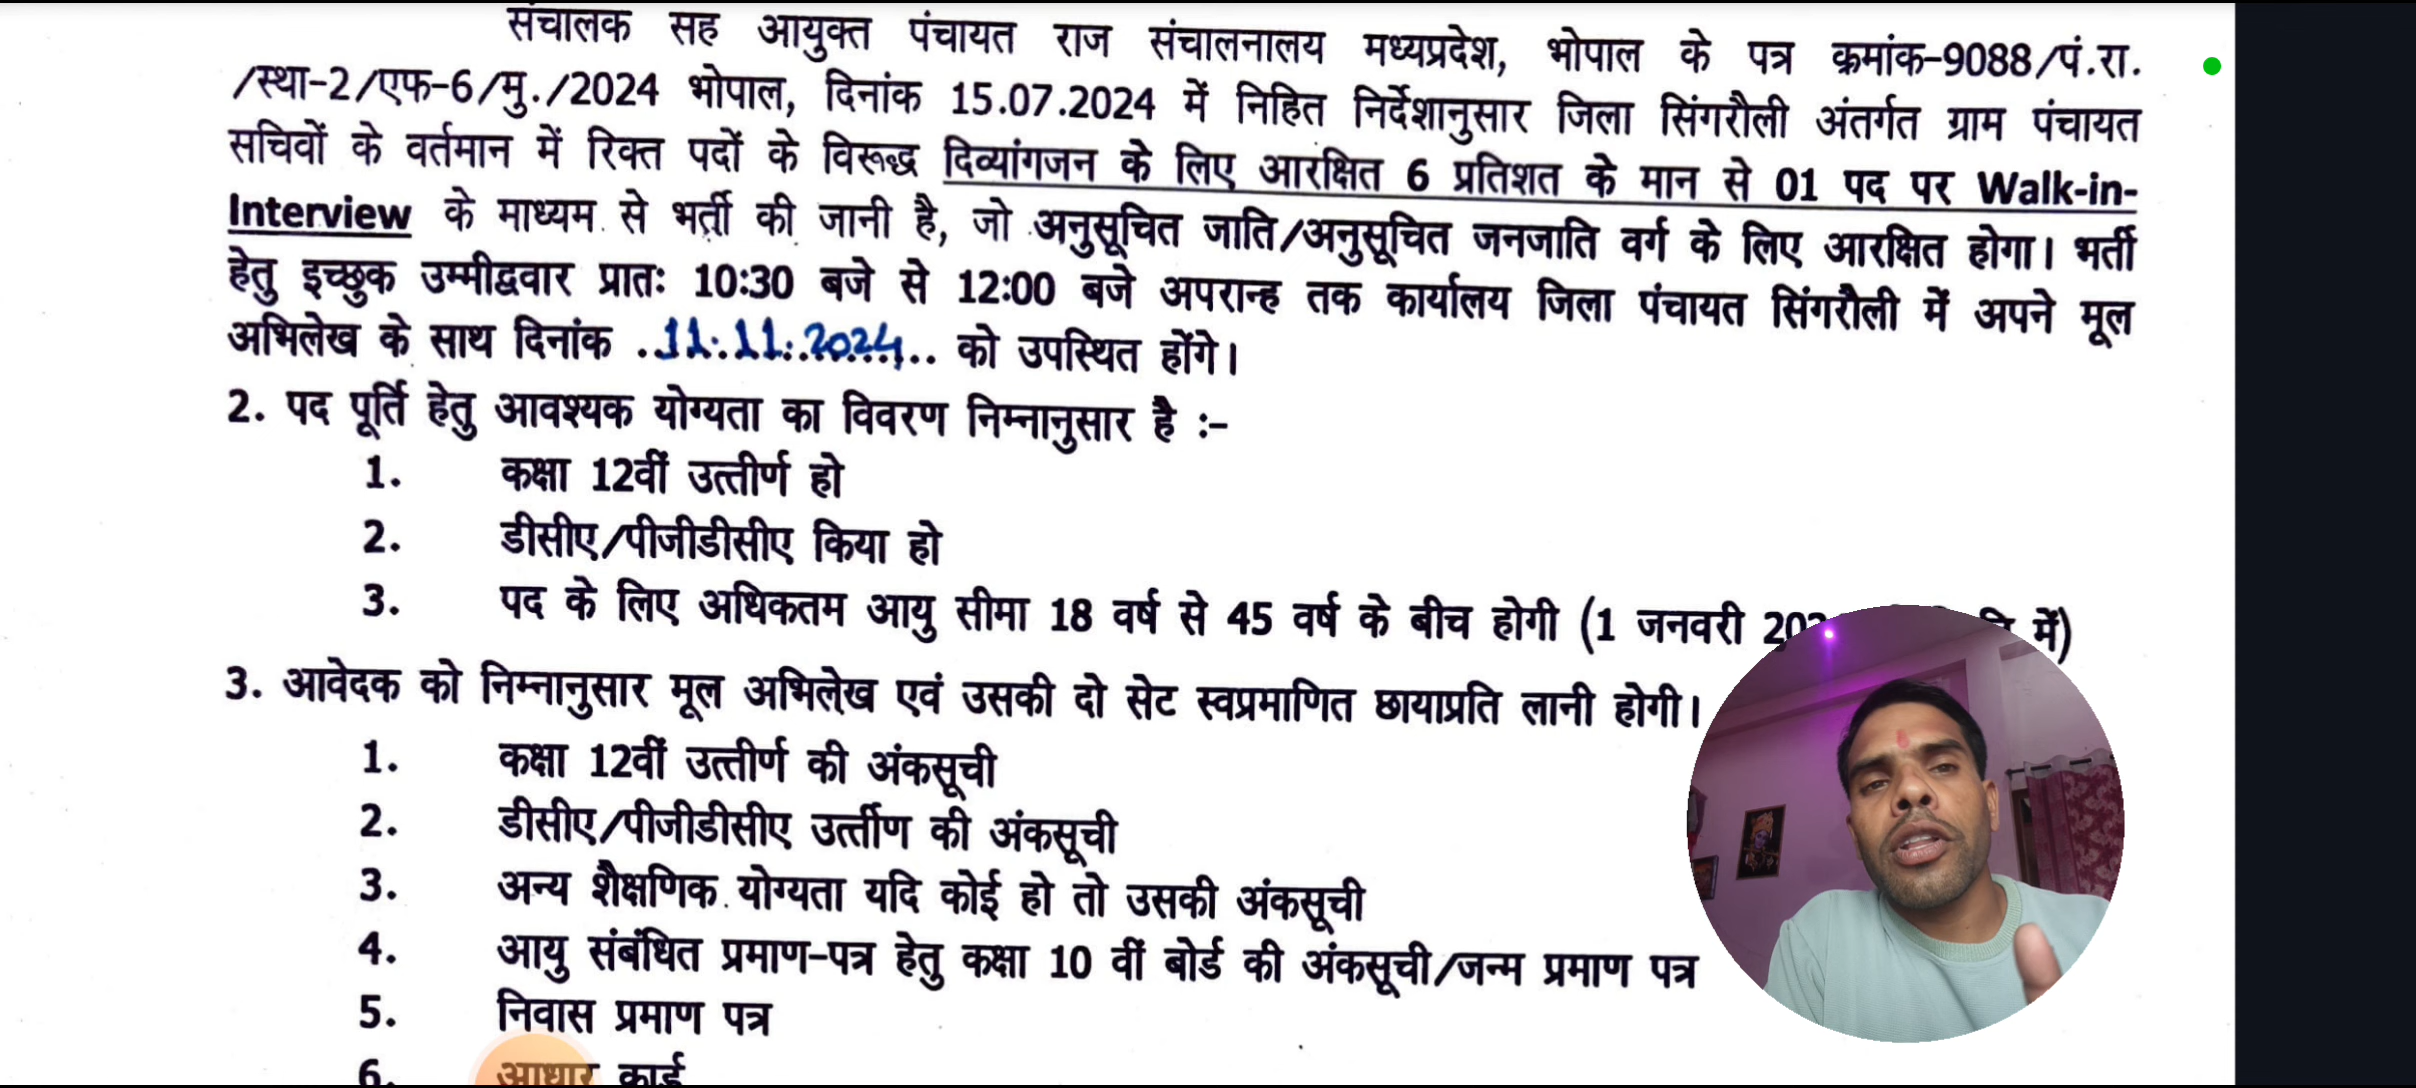 संचालक सह आयुक्त पंचायत राज संचालनालय मध्यप्रदेश, भोपाल के पत्र क्रमांक-9088/पं.रा.
/स्था-2/एफ-6/मु./2024 भोपाल, दिनांक 15.07.2024 में निहित निर्देशानुसार जिला सिंगरौली अंतर्गत ग्राम पंचायत
सचिवों के वर्तमान में रिक्त पदों के विरूद्ध दिव्यांगजन के लिए आरक्षित 6 प्रतिशत के मान से 01 पद पर Walk-in-
Interview के माध्यम से भर्ती की जानी है, जो अनुसूचित जाति/अनुसूचित जनजाति वर्ग के लिए आरक्षित होगा। भर्ती
हेतु इच्छुक उम्मीद्वार प्रातः 10:30 बजे से 12:00 बजे अपरान्ह तक कार्यालय जिला पंचायत सिंगरौली में अपने मूल
अभिलेख के साथ दिनांक ..11.11.2024.. को उपस्थित होंगे।
2. पद पूर्ति हेतु आवश्यक योग्यता का विवरण निम्नानुसार है :-
1. कक्षा 12वीं उत्तीर्ण हो
2. डीसीए/पीजीडीसीए किया हो
3. पद के लिए अधिकतम आयु सीमा 18 वर्ष से 45 वर्ष के बीच होगी (1 जनवरी में)
3. आवेदक को निम्नानुसार मूल अभिलेख एवं उसकी दो सेट स्वप्रमाणित छायाप्रति लानी होगी।
1. कक्षा 12वीं उत्तीर्ण की अंकसूची
2. डीसीए/पीजीडीसीए उर्त्तीण की अंकसूची
3. अन्य शैक्षणिक योग्यता यदि कोई हो तो उसकी अंकसूची
4. आयु संबंधित प्रमाण-पत्र हेतु कक्षा 10 वीं बोर्ड की अंकसूची/जन्म प्रमाण पत्र
5. निवास प्रमाण पत्र
6. आधार कार्ड